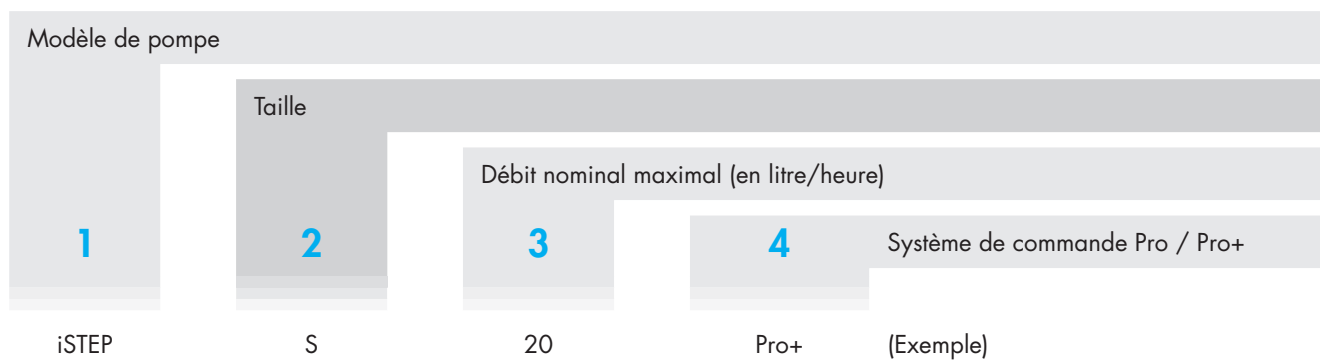 Modèle de pompe
Taille
Débit nominal maximal (en litre/heure)
1 2 3 4 Système de commande Pro / Pro+
iSTEP S 20 Pro+ (Exemple)